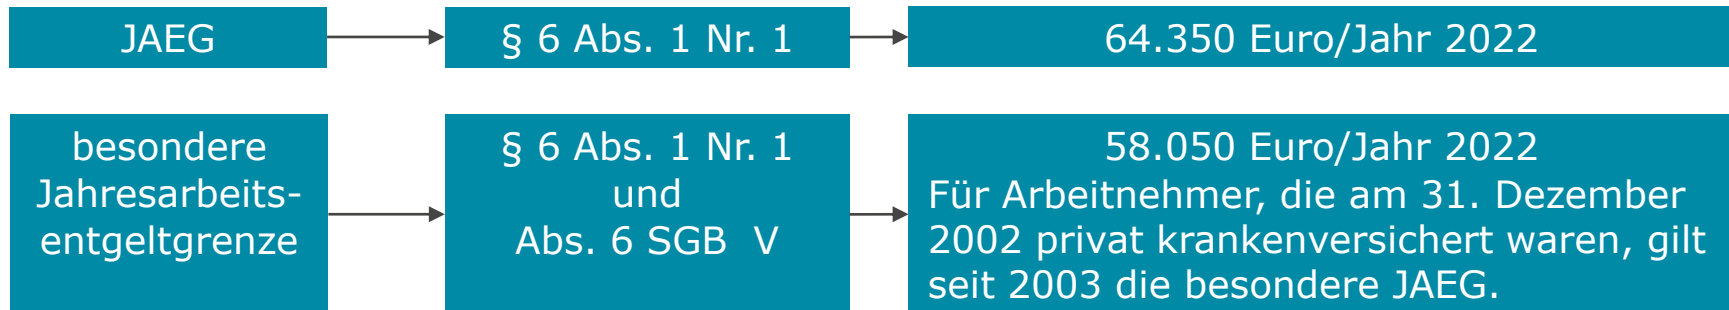 JAEG
§ 6 Abs. 1 Nr. 1
64.350 Euro/Jahr 2022
besondere
Jahresarbeits-
entgeltgrenze
§ 6 Abs. 1 Nr. 1
und
Abs. 6 SGB V
58.050 Euro/Jahr 2022
Für Arbeitnehmer, die am 31. Dezember
2002 privat krankenversichert waren, gilt
seit 2003 die besondere JAEG.